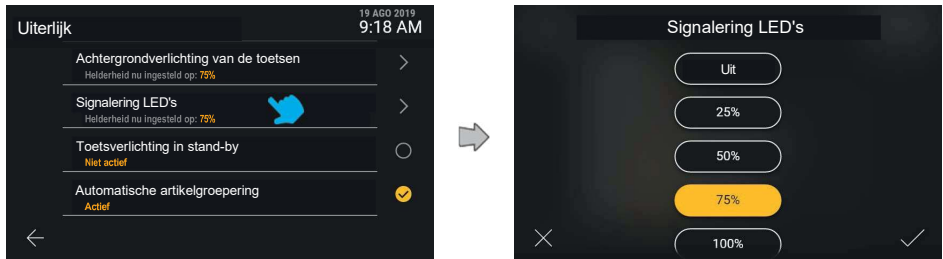 19 AGO 2019
Uiterlijk
9:18 AM
Achtergrondverlichting van de toetsen
Helderheid nu ingesteld op: 75%
Signalering LED's
Helderheid nu ingesteld op: 75%
Toetsverlichting in stand-by
Niet actief
Automatische artikelgroepering
Actief
Signalering LED's
Uit
25%
50%
75%
100%